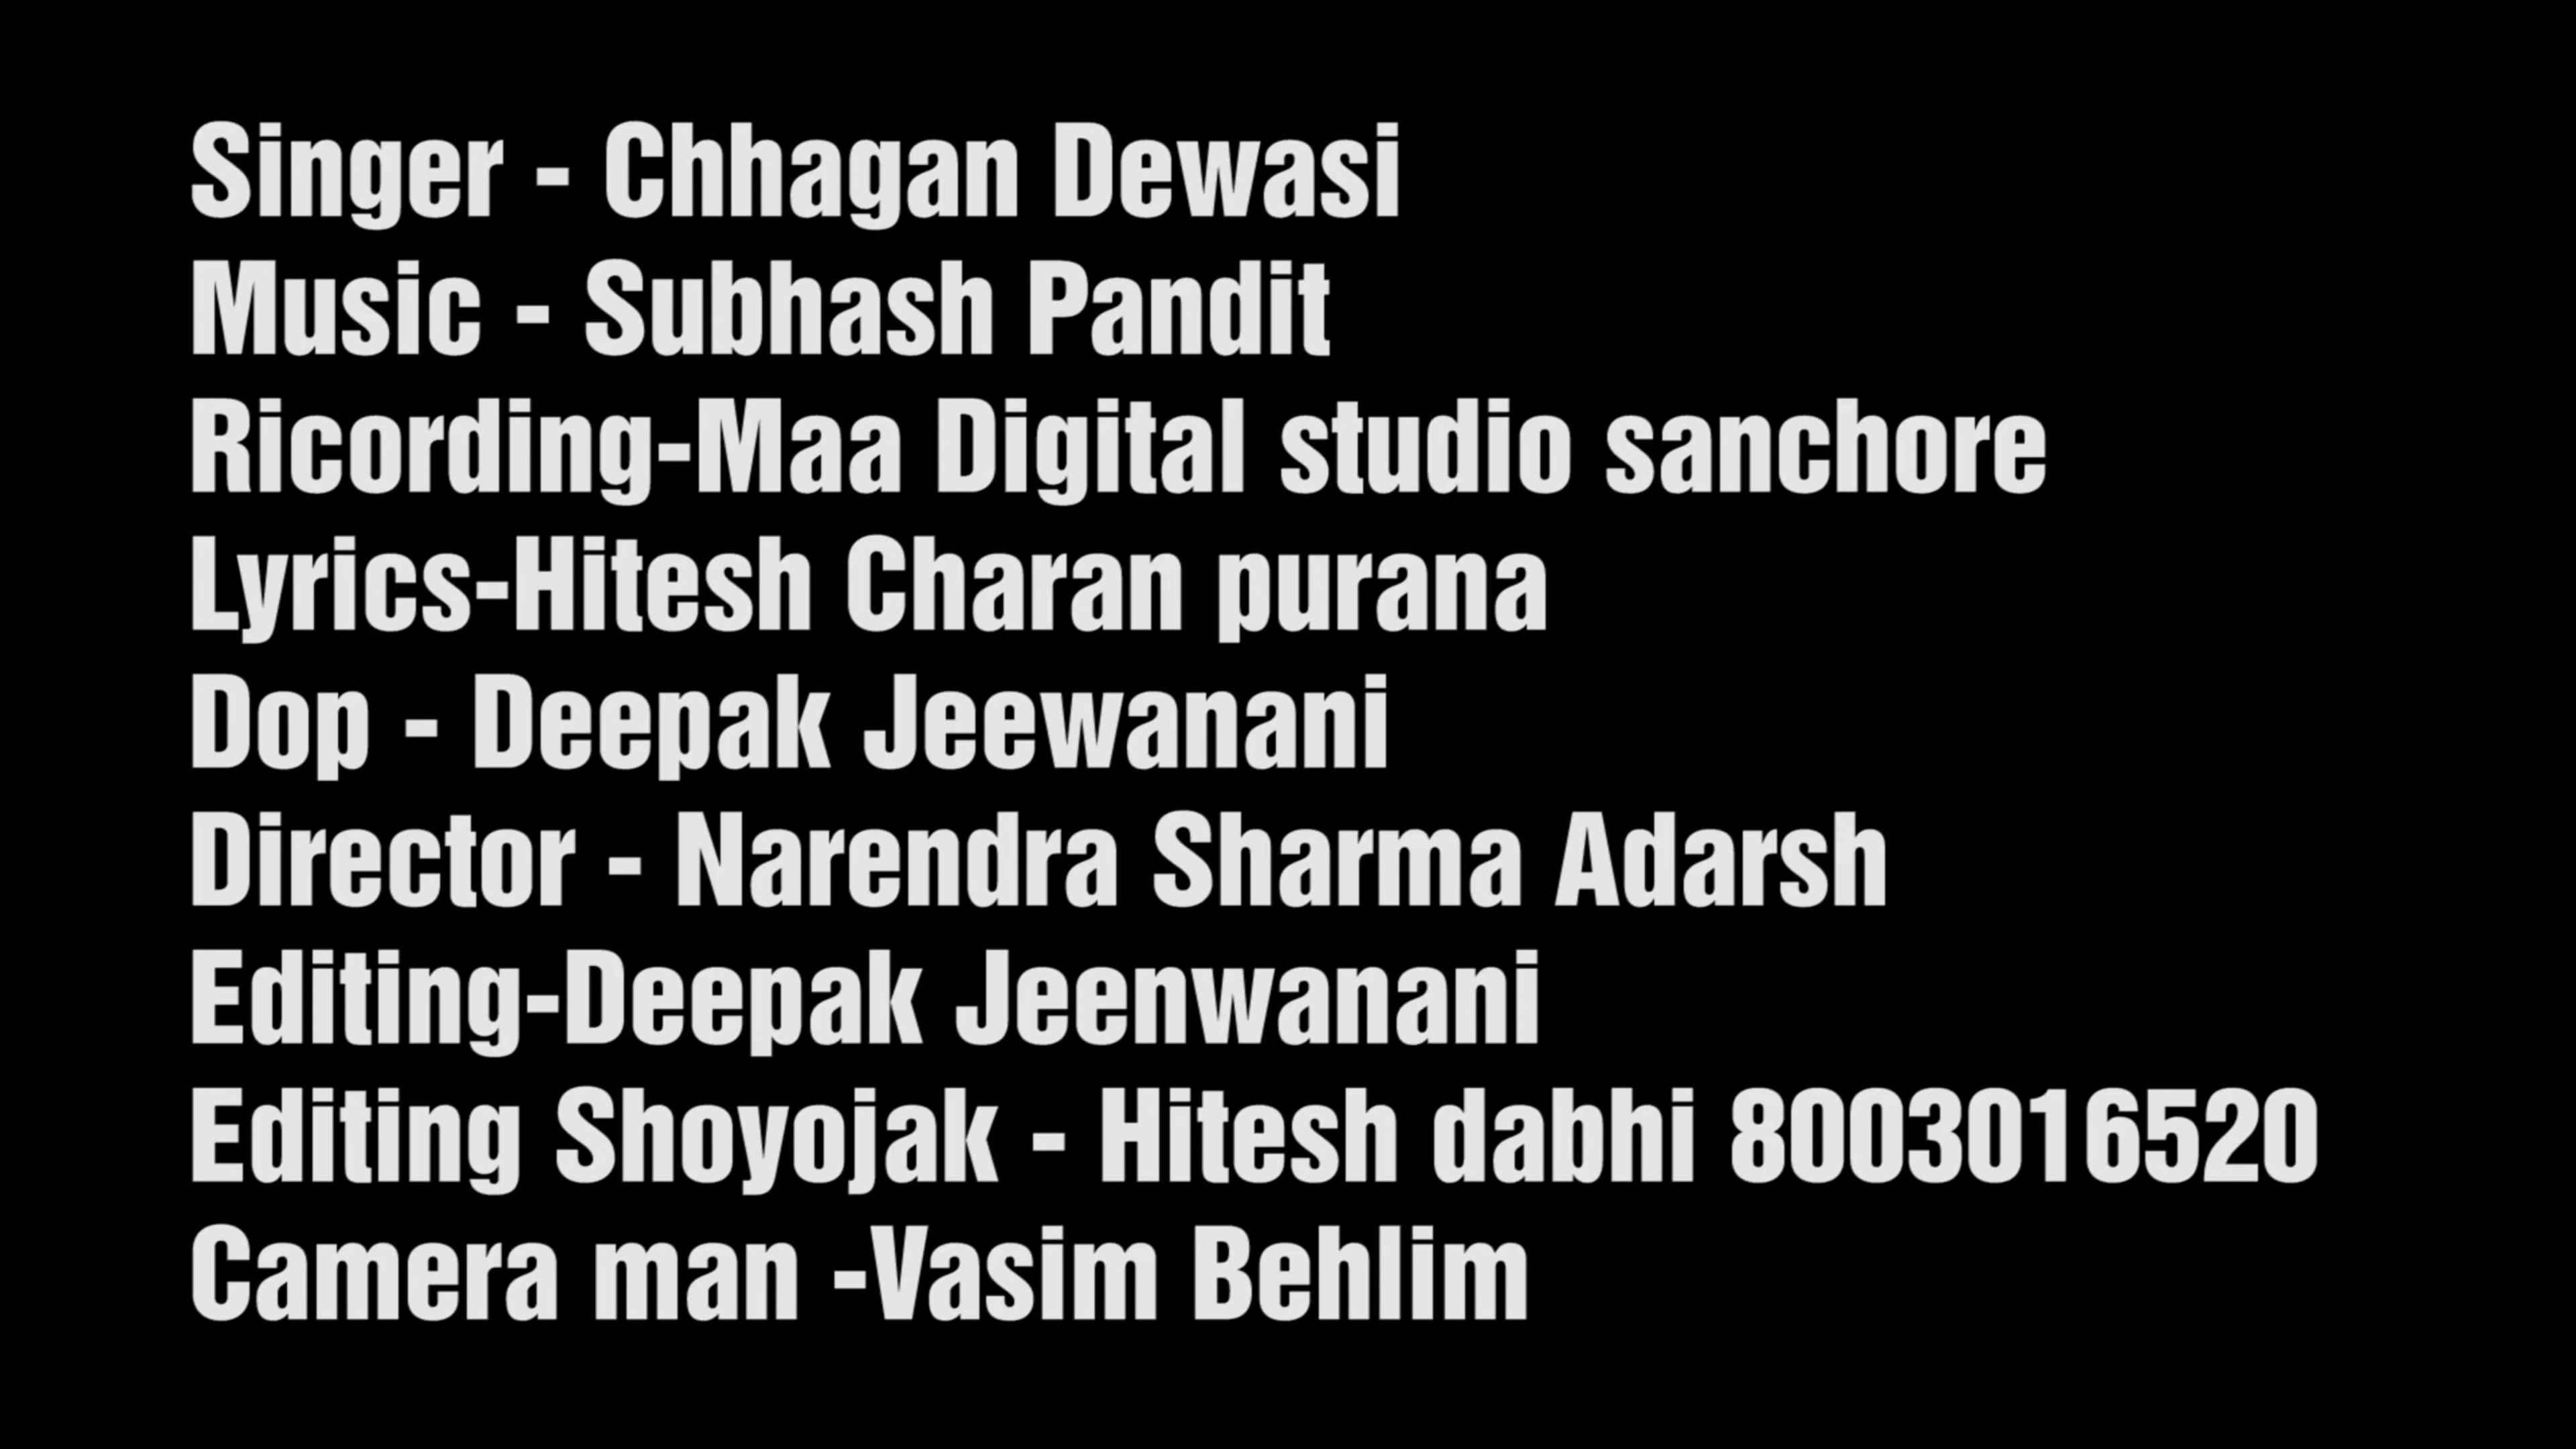 Singer - Chhagan Dewasi
Music - Subhash Pandit
Ricording-Maa Digital studio sanchore
Lyrics-Hitesh Charan purana
Dop - Deepak Jeewanani
Director - Narendra Sharma Adarsh
Editing-Deepak Jeenwanani
Editing Shoyojak - Hitesh dabhi 8003016520
Camera man -Vasim Behlim